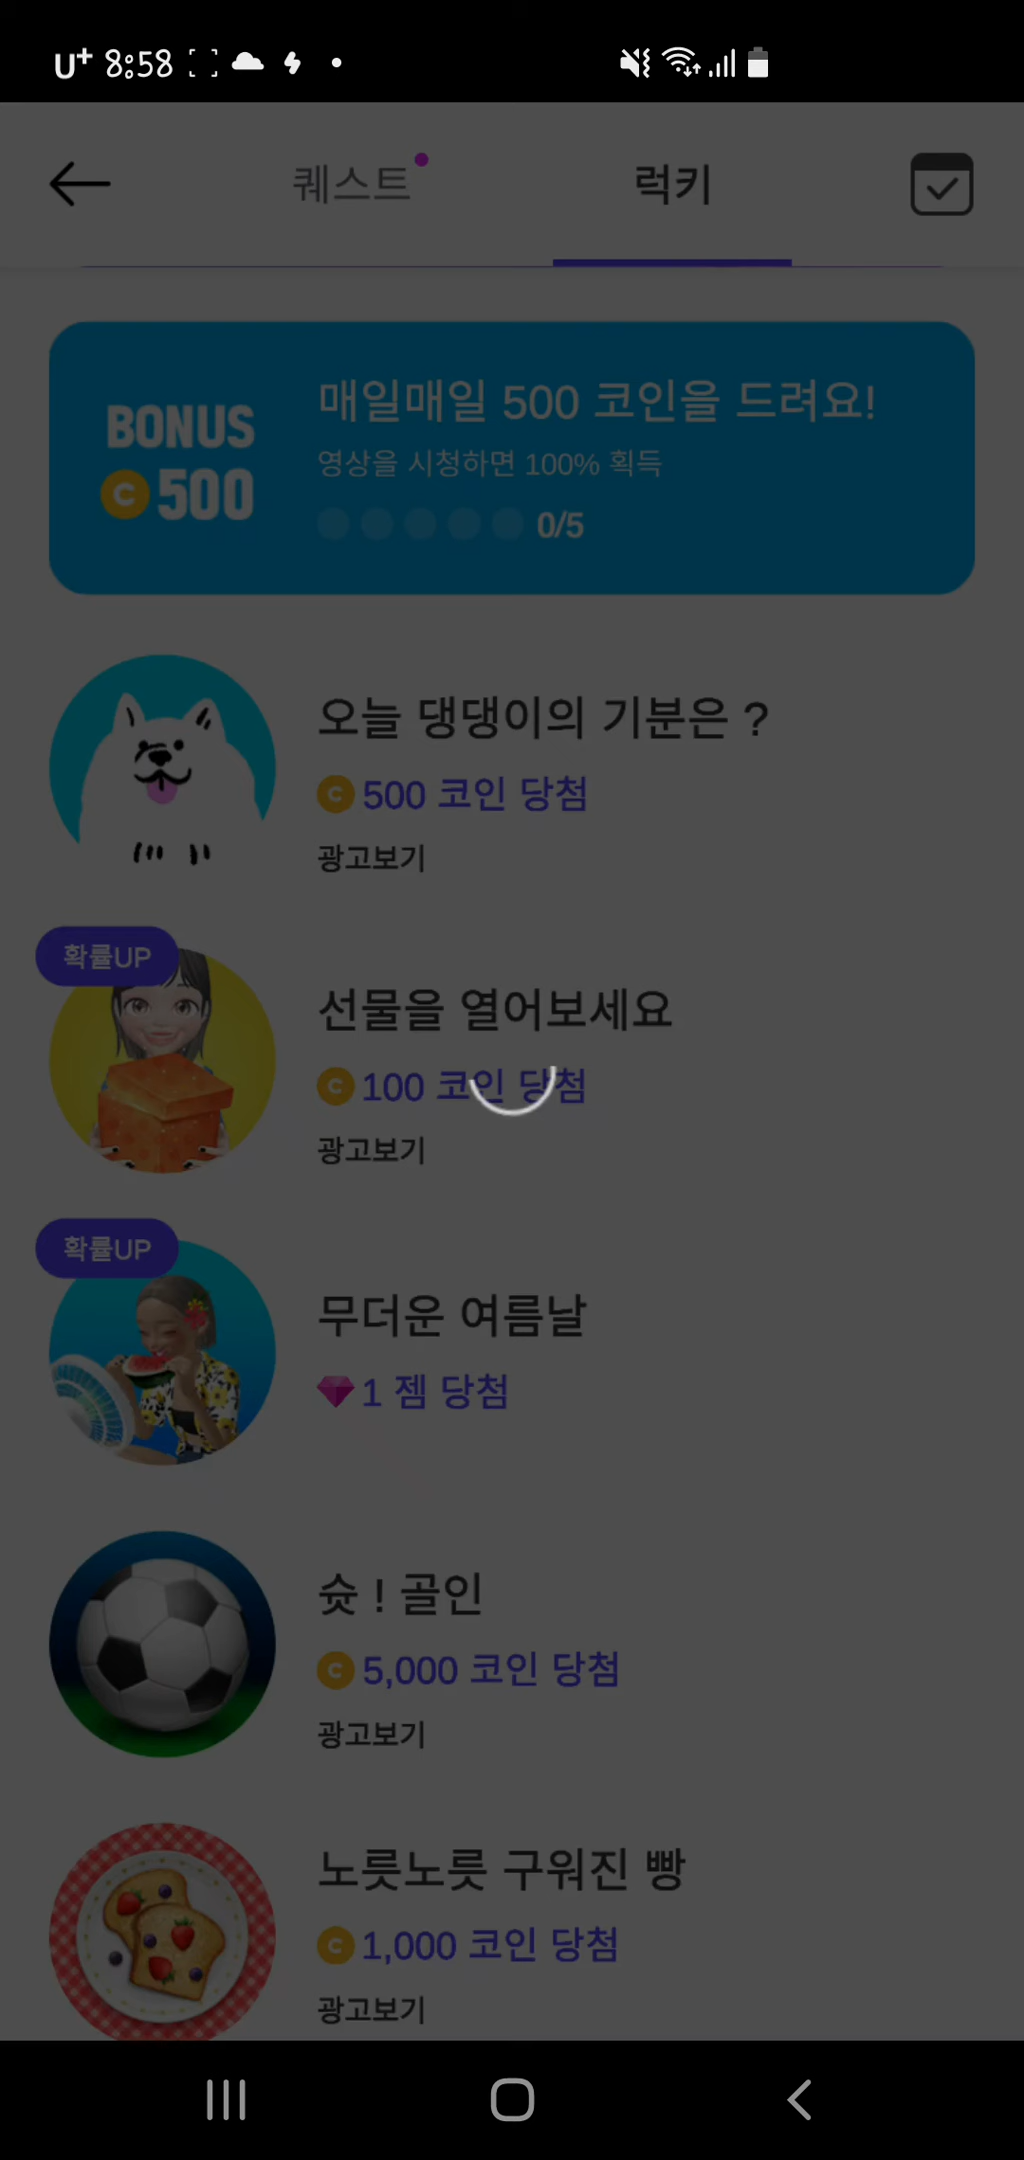 U+ 8:58
퀘스트 럭키
BONUS
C 500
매일매일 500 코인을 드려요!
영상을 시청하면 100% 획득
0/5
오늘 댕댕이의 기분은 ?
C 500 코인 당첨
광고보기
확률UP
선물을 열어보세요
C 100 코인 당첨
광고보기
확률UP
무더운 여름날
1 젬 당첨
슛 ! 골인
C 5,000 코인 당첨
광고보기
노릇노릇 구워진 빵
C 1,000 코인 당첨
광고보기